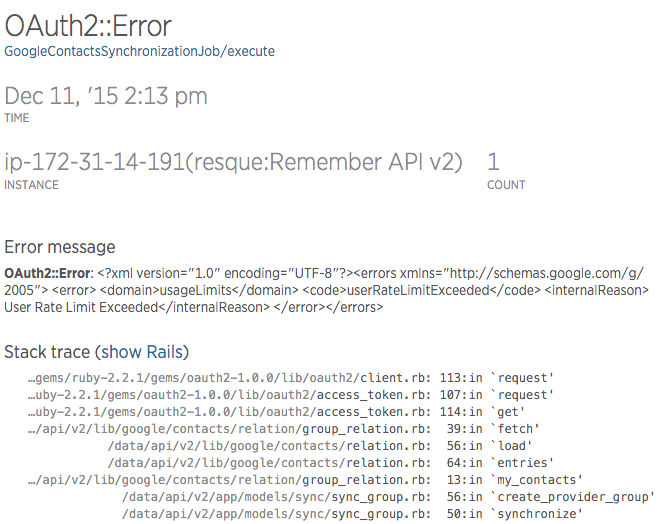 OAuth2::Error
GoogleContactsSynchronizationJob/execute
Dec 11, '15 2:13 pm
TIME
ip-172-31-14-191(resque:Remember API v2) 1
INSTANCE COUNT
Error message
OAuth2::Error: <?xml version="1.0" encoding="UTF-8"?><errors xmlns="http://schemas.google.com/g/
2005"> <error> <domain>usageLimits</domain> <code>userRateLimitExceeded</code> <internalReason>
User Rate Limit Exceeded</internalReason> </error></errors>
Stack trace (show Rails)
…gems/ruby-2.2.1/gems/oauth2-1.0.0/lib/oauth2/client.rb: 113:in `request'
…uby-2.2.1/gems/oauth2-1.0.0/lib/oauth2/access_token.rb: 107:in `request'
…uby-2.2.1/gems/oauth2-1.0.0/lib/oauth2/access_token.rb: 114:in `get'
…/api/v2/lib/google/contacts/relation/group_relation.rb: 39:in `fetch'
/data/api/v2/lib/google/contacts/relation.rb: 56:in `load'
/data/api/v2/lib/google/contacts/relation.rb: 64:in `entries'
…/api/v2/lib/google/contacts/relation/group_relation.rb: 13:in `my_contacts'
/data/api/v2/app/models/sync/sync_group.rb: 56:in `create_provider_group'
/data/api/v2/app/models/sync/sync_group.rb: 50:in `synchronize'